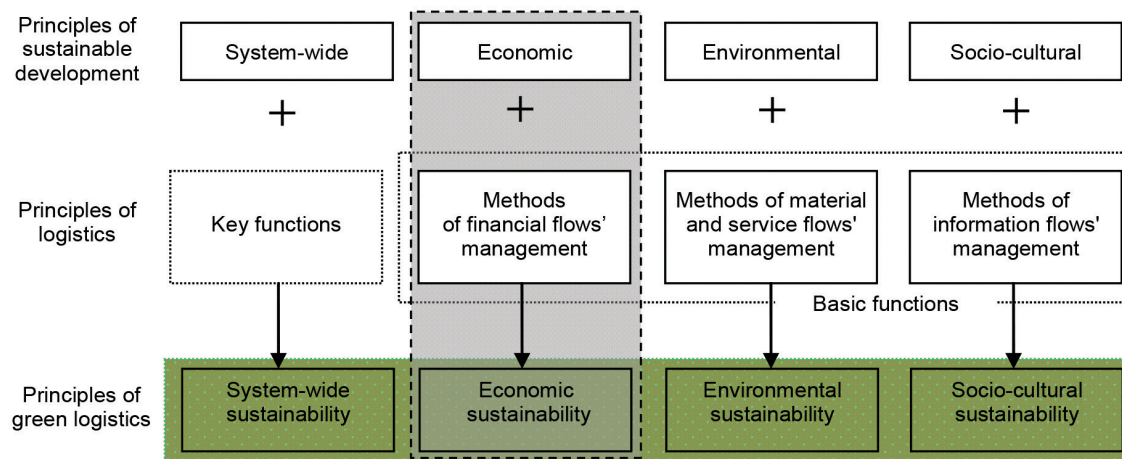 Principles of
sustainable
development
System-wide
Economic
Environmental
Socio-cultural
+
+
+
+
Principles of
logistics
Key functions
Methods
of financial flows’
management
Methods of material
and service flows'
management
Methods of
information flows'
management
Basic functions
Principles of
green logistics
System-wide
sustainability
Economic
sustainability
Environmental
sustainability
Socio-cultural
sustainability